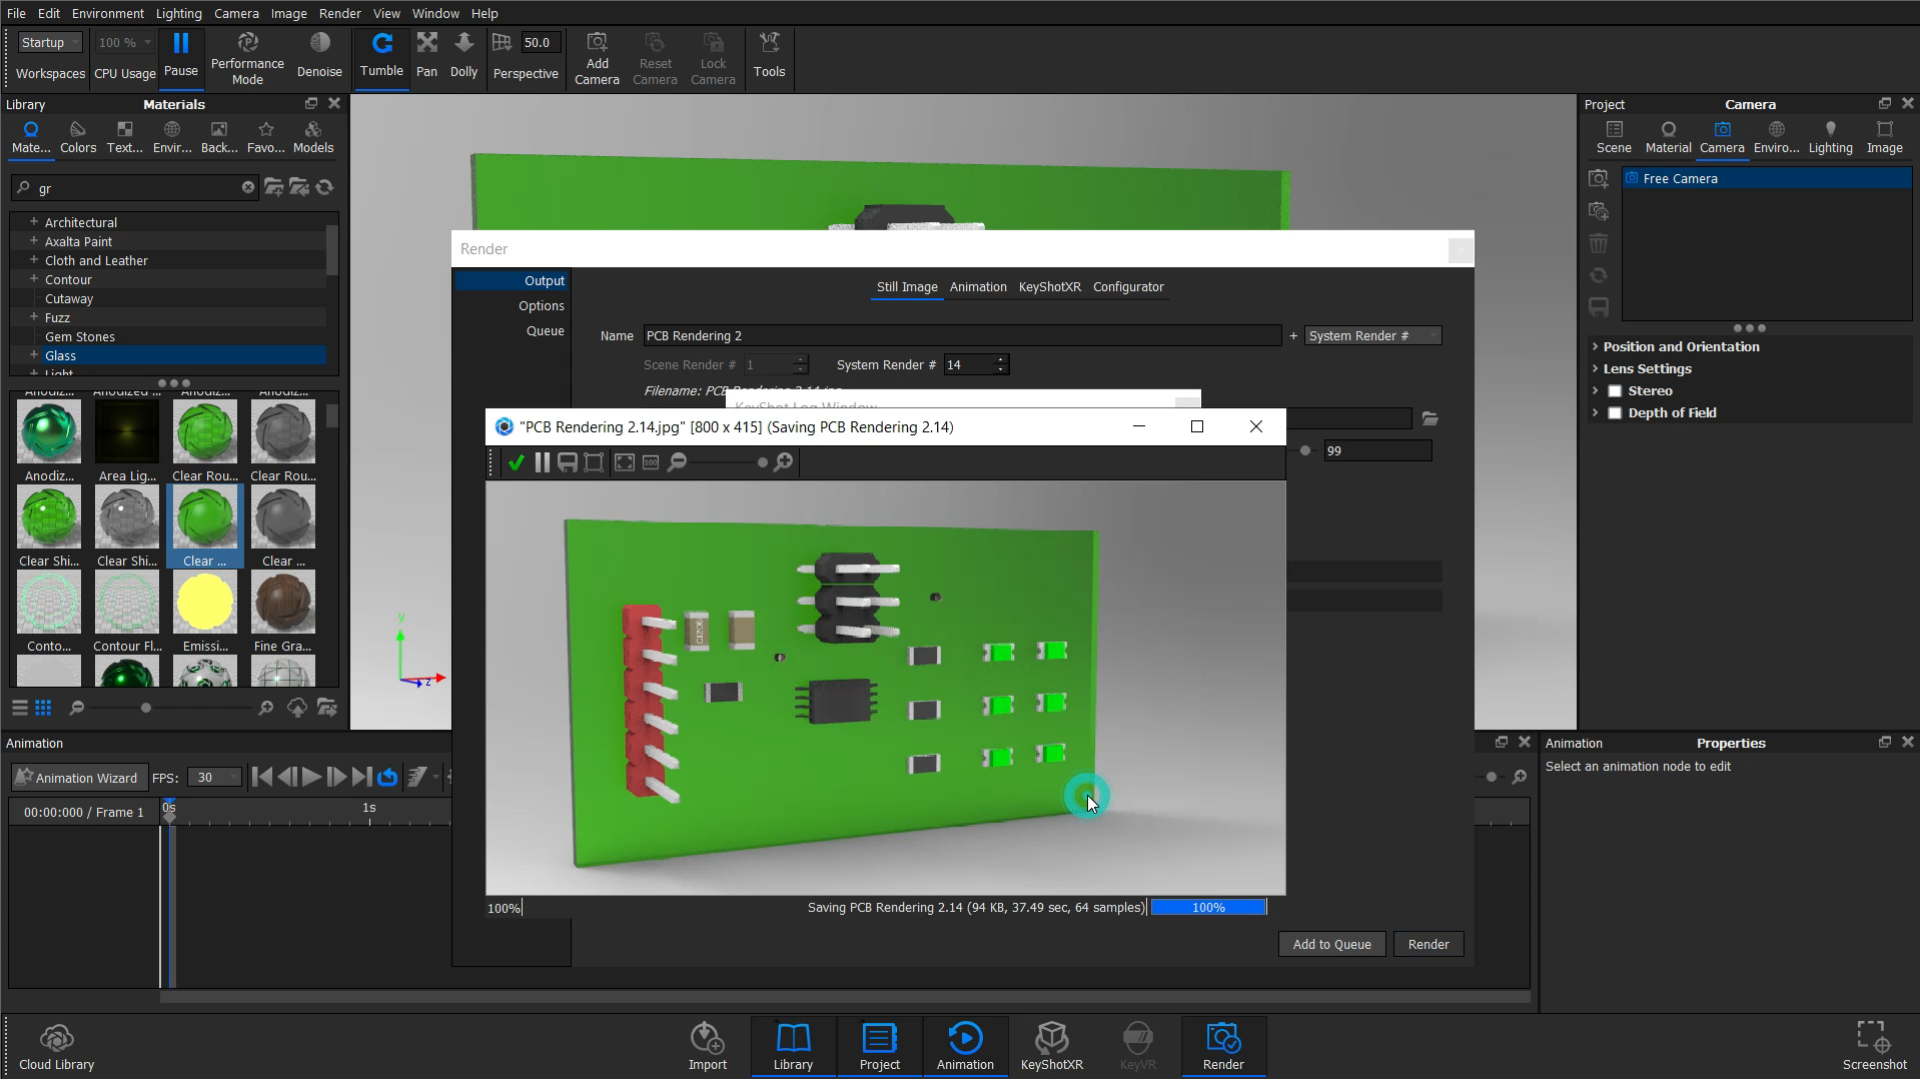 File Edit Environment Lighting Camera Image Render View Window Help
Startup 100 % 50.0
Workspaces CPU Usage Pause Performance Mode Denoise Tumble Pan Dolly Perspective Add Camera Reset Camera Lock Camera Tools
Library Materials
Mate... Colors Text... Envir... Back... Favo... Models
gr
Architectural
Axalta Paint
Cloth and Leather
Contour
Cutaway
Fuzz
Gem Stones
Glass
Light
Anodiz... Anodized ... Anodiz... Anodiz...
Anodiz... Area Lig... Clear Rou... Clear Rou...
Clear Shi... Clear Shi... Clear ... Clear ...
Conto... Contour Fl... Emissi... Fine Gra...
y
z
Render
Output
Options
Queue
Still Image Animation KeyShotXR Configurator
Name PCB Rendering 2 + System Render #
Scene Render # 1 System Render # 14
Filename: PCB Rendering 2.14.jpg
KeyShot Log Window
99
"PCB Rendering 2.14.jpg" [800 x 415] (Saving PCB Rendering 2.14)
100
100% Saving PCB Rendering 2.14 (94 KB, 37.49 sec, 64 samples) 100%
Add to Queue Render
Project Camera
Scene Material Camera Enviro... Lighting Image
Free Camera
Position and Orientation
Lens Settings
Stereo
Depth of Field
Animation
Animation Wizard FPS: 30
00:00:000 / Frame 1 0s 1s
Animation Properties
Select an animation node to edit
Cloud Library Import Library Project Animation KeyShotXR KeyVR Render Screenshot